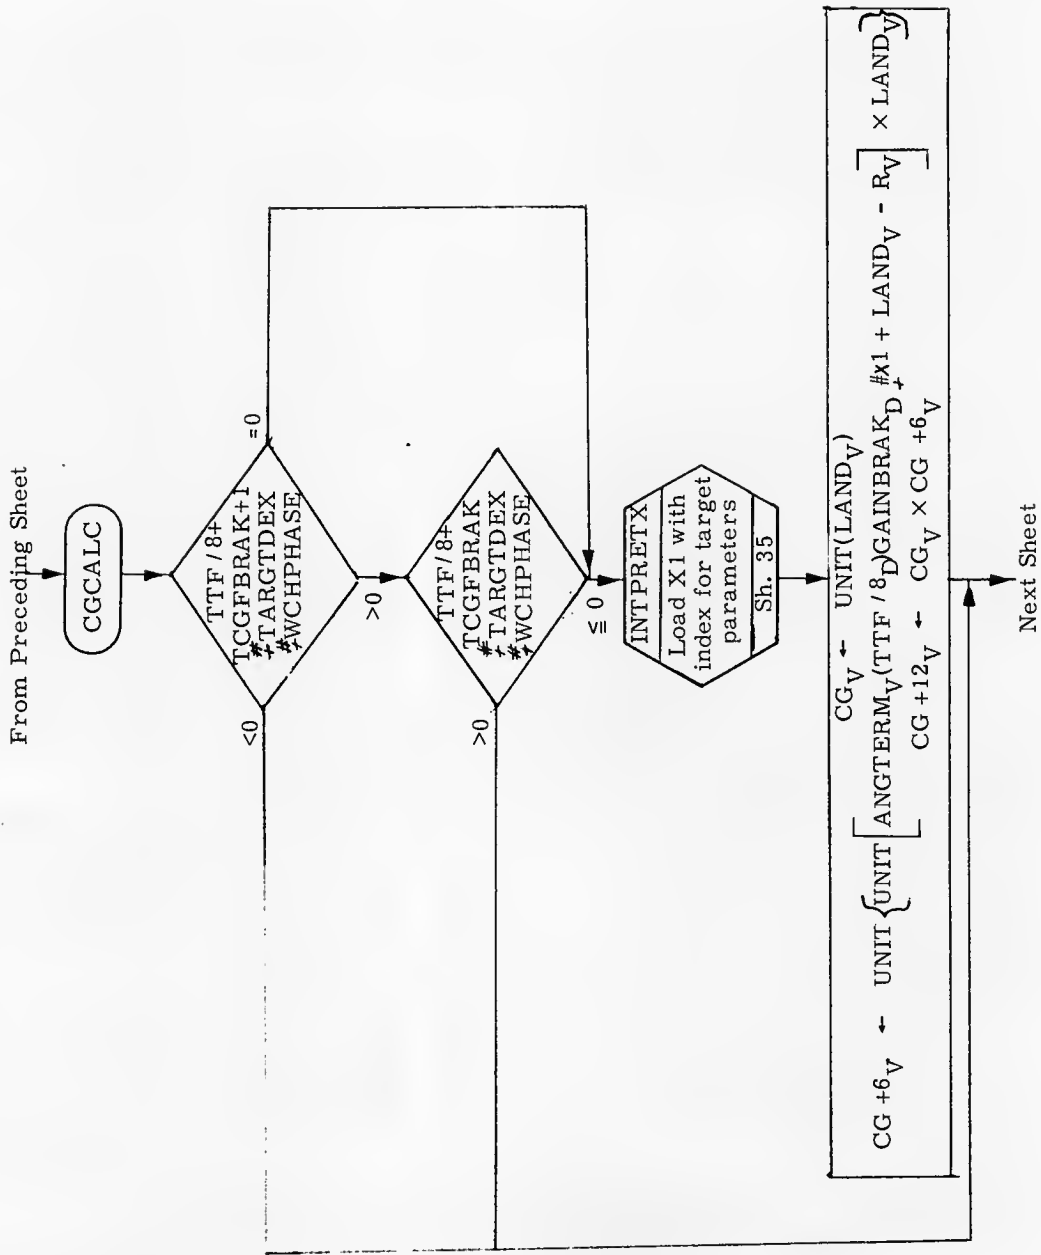 From Preceding Sheet
CGCALC
TTF/8+
TCGFBRAK+1
#
+TARGTDEX
#
+WCHPHASE
<0
=0
>0
TTF/8+
TCGFBRAK
#
+TARGTDEX
#
+WCHPHASE
>0
≤ 0
INTPRETX
Load X1 with
index for target
parameters
Sh. 35
CG_V ← UNIT(LAND_V)
CG +6_V ← UNIT{UNIT[ANGTERM_V(TTF/8_D)GAINBRAK_D +#x1 + LAND_V - R_V] × LAND_V}
CG +12_V ← CG_V × CG +6_V
Next Sheet